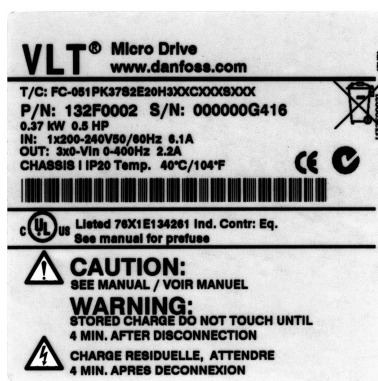 VLT® Micro Drive
www.danfoss.com
T/C: FC-051PK37S2E20H3XXCXXXSXXX
P/N: 132F0002 S/N: 000000G416
0.37 kW 0.5 HP
IN: 1x200-240V50/60Hz 6.1A
OUT: 3x0-Vin 0-400Hz 2.2A
CHASSIS I IP20 Temp. 40°C/104°F
CE
c UL us Listed 76X1E134261 Ind. Contr: Eq.
See manual for prefuse
CAUTION:
SEE MANUAL / VOIR MANUEL
WARNING:
STORED CHARGE DO NOT TOUCH UNTIL
4 MIN. AFTER DISCONNECTION
CHARGE RESIDUELLE, ATTENDRE
4 MIN. APRES DECONNEXION